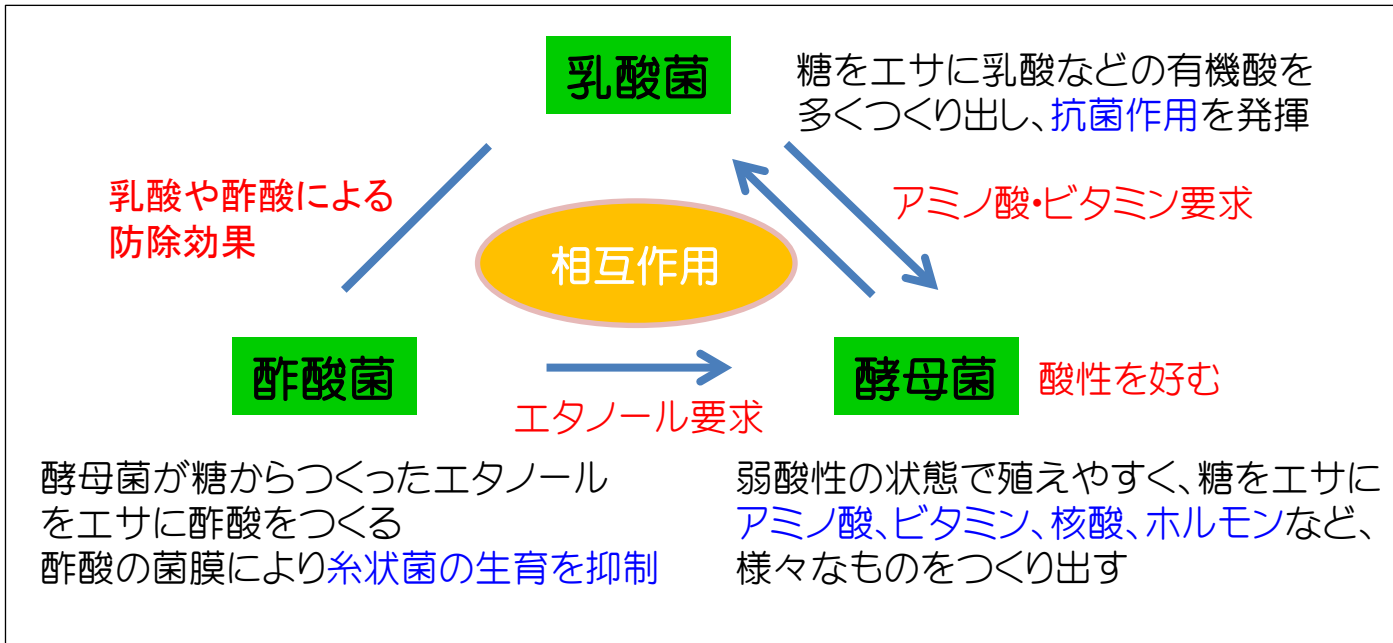 乳酸菌
糖をエサに乳酸などの有機酸を
多くつくり出し、抗菌作用を発揮
乳酸や酢酸による
防除効果
アミノ酸・ビタミン要求
相互作用
酢酸菌
エタノール要求
酵母菌
酸性を好む
酵母菌が糖からつくったエタノール
をエサに酢酸をつくる
酢酸の菌膜により糸状菌の生育を抑制
弱酸性の状態で殖えやすく、糖をエサに
アミノ酸、ビタミン、核酸、ホルモンなど、
様々なものをつくり出す